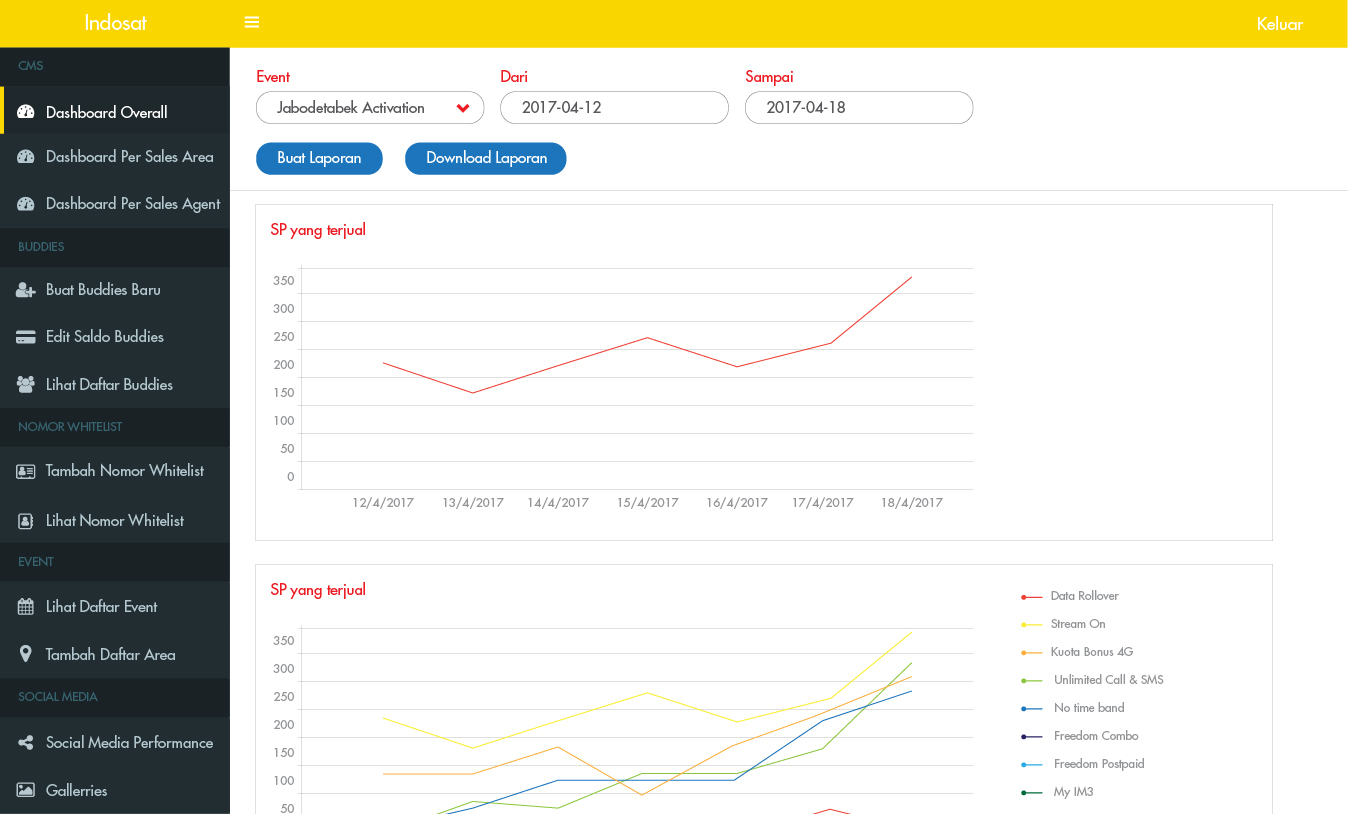 Indosat
Keluar
CMS
Dashboard Overall
Dashboard Per Sales Area
Dashboard Per Sales Agent
BUDDIES
Buat Buddies Baru
Edit Saldo Buddies
Lihat Daftar Buddies
NOMOR WHITELIST
Tambah Nomor Whitelist
Lihat Nomor Whitelist
EVENT
Lihat Daftar Event
Tambah Daftar Area
SOCIAL MEDIA
Social Media Performance
Gallerries
Event Dari Sampai
Jabodetabek Activation 2017-04-12 2017-04-18
Buat Laporan Download Laporan
SP yang terjual
350
300
250
200
150
100
50
0
12/4/2017 13/4/2017 14/4/2017 15/4/2017 16/4/2017 17/4/2017 18/4/2017
SP yang terjual
350
300
250
200
150
100
50
Data Rollover
Stream On
Kuota Bonus 4G
Unlimited Call & SMS
No time band
Freedom Combo
Freedom Postpaid
My IM3